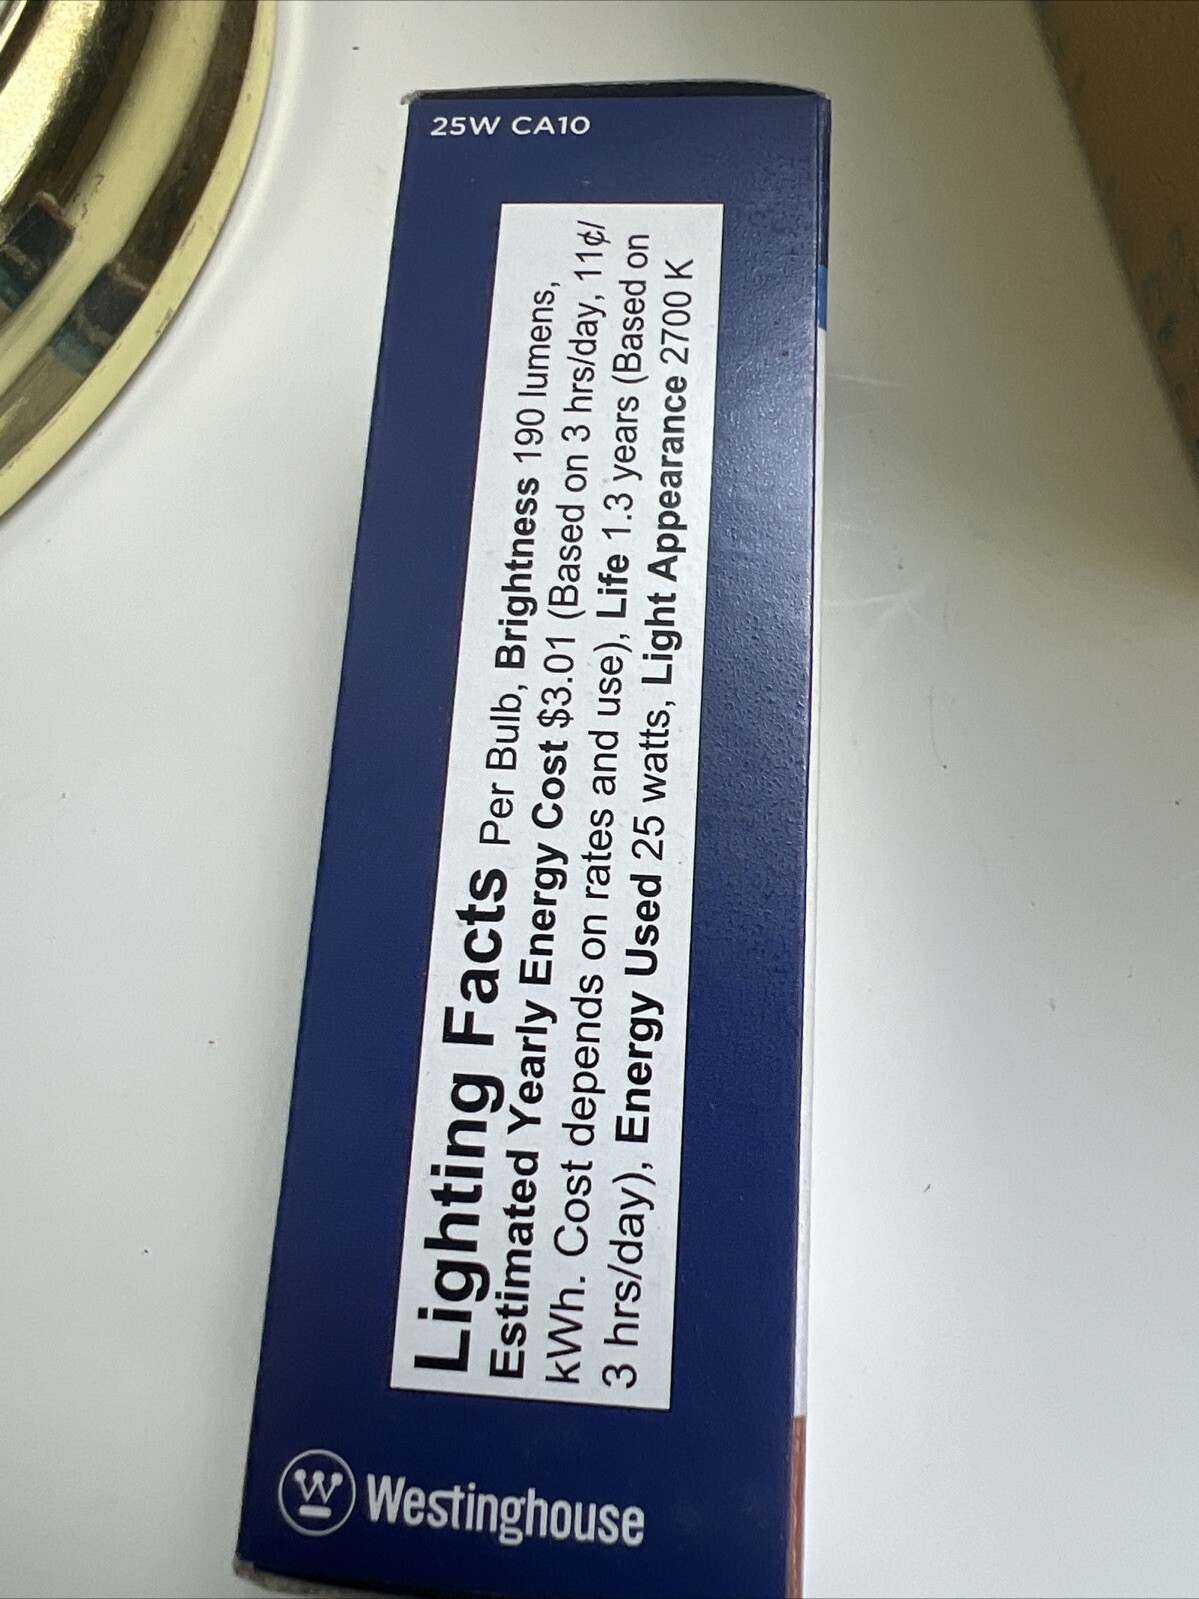 25W CA10
Lighting Facts Per Bulb, Brightness 190 lumens,
Estimated Yearly Energy Cost $3.01 (Based on 3 hrs/day, 11¢/
kWh. Cost depends on rates and use), Life 1.3 years (Based on
3 hrs/day), Energy Used 25 watts, Light Appearance 2700 K
W
Westinghouse